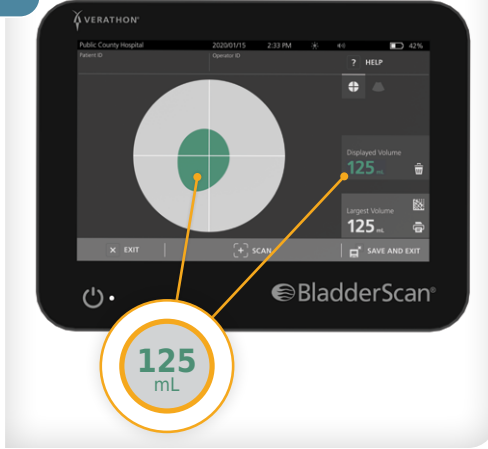 VERATHON®
Public County Hospital 2020/01/15 2:33 PM 42%
Patient ID Operator ID
? HELP
Displayed Volume
125 mL
Largest Volume
125 mL
× EXIT SCAN SAVE AND EXIT
BladderScan®
125
mL